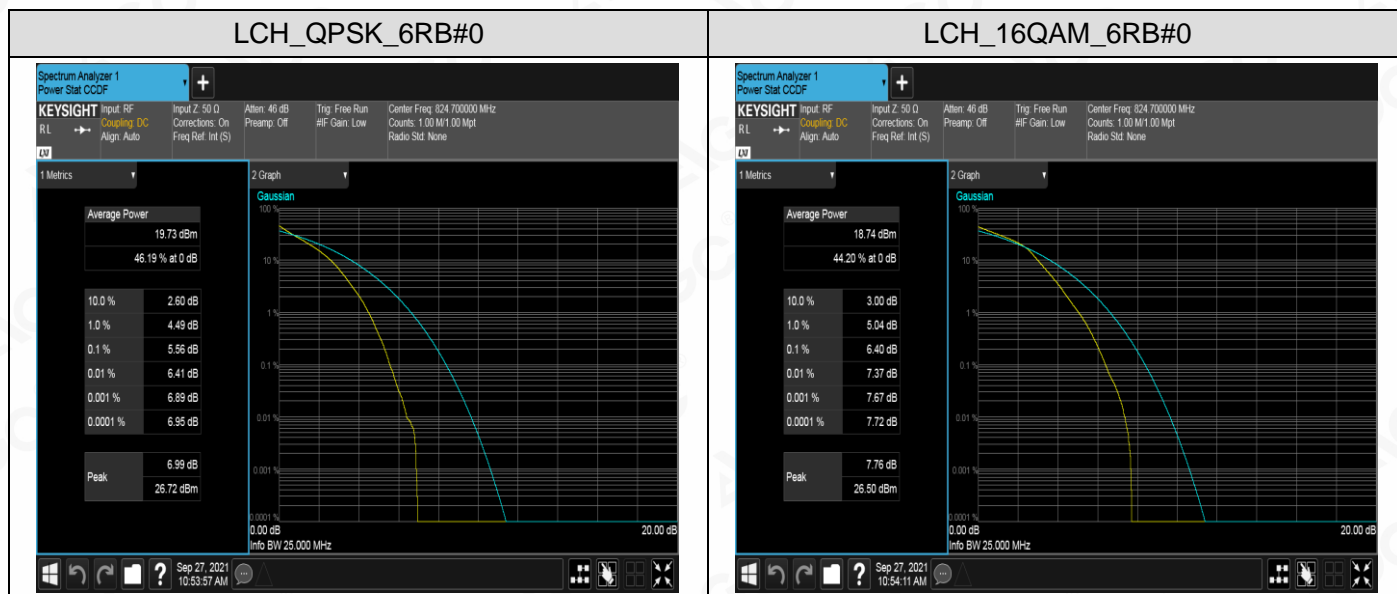 LCH_QPSK_6RB#0
Spectrum Analyzer 1
Power Stat CCDF
+
KEYSIGHT
RL
Input: RF
Coupling: DC
Align: Auto
Input Z: 50 Ω
Corrections: On
Freq Ref: Int (S)
Atten: 46 dB
Preamp: Off
Trig: Free Run
#IF Gain: Low
Center Freq: 824.700000 MHz
Counts: 1.00 M/1.00 Mpt
Radio Std: None
1 Metrics
Average Power
19.73 dBm
46.19 % at 0 dB
10.0 % 2.60 dB
1.0 % 4.49 dB
0.1 % 5.56 dB
0.01 % 6.41 dB
0.001 % 6.89 dB
0.0001 % 6.95 dB
Peak
6.99 dB
26.72 dBm
2 Graph
Gaussian
100 %
10 %
1 %
0.1 %
0.01 %
0.001 %
0.0001 %
0.00 dB 20.00 dB
Info BW 25.000 MHz
?
Sep 27, 2021
10:53:57 AM
LCH_16QAM_6RB#0
Spectrum Analyzer 1
Power Stat CCDF
+
KEYSIGHT
RL
Input: RF
Coupling: DC
Align: Auto
Input Z: 50 Ω
Corrections: On
Freq Ref: Int (S)
Atten: 46 dB
Preamp: Off
Trig: Free Run
#IF Gain: Low
Center Freq: 824.700000 MHz
Counts: 1.00 M/1.00 Mpt
Radio Std: None
1 Metrics
Average Power
18.74 dBm
44.20 % at 0 dB
10.0 % 3.00 dB
1.0 % 5.04 dB
0.1 % 6.40 dB
0.01 % 7.37 dB
0.001 % 7.67 dB
0.0001 % 7.72 dB
Peak
7.76 dB
26.50 dBm
2 Graph
Gaussian
100 %
10 %
1 %
0.1 %
0.01 %
0.001 %
0.0001 %
0.00 dB 20.00 dB
Info BW 25.000 MHz
?
Sep 27, 2021
10:54:11 AM